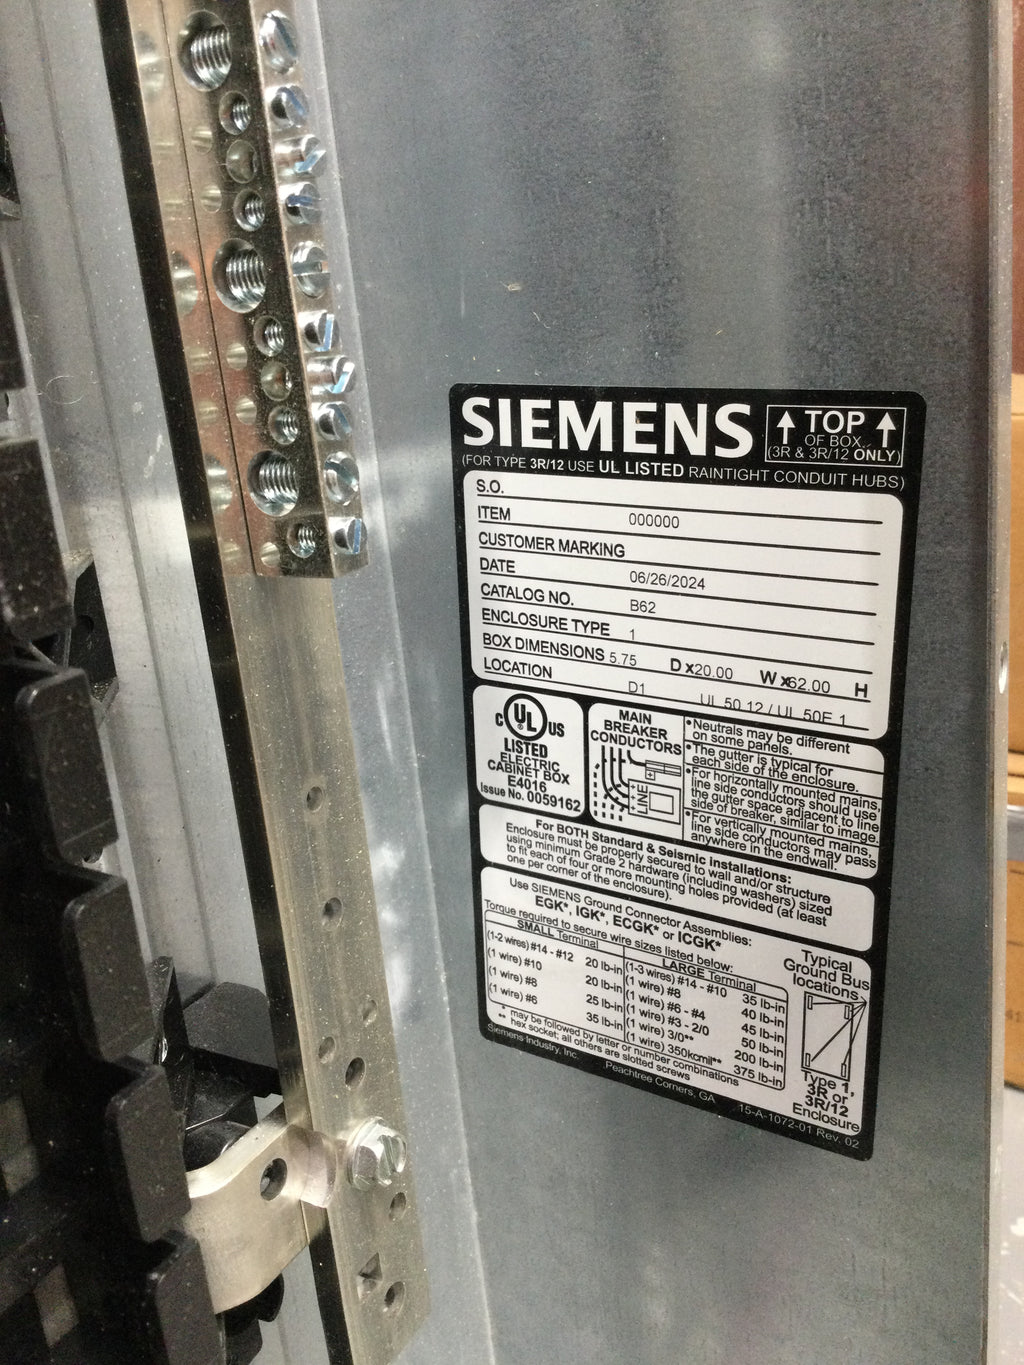 SIEMENS
TOP
OF BOX
(3R & 3R/12 ONLY)
(FOR TYPE 3R/12 USE UL LISTED RAINTIGHT CONDUIT HUBS)
S.O.
ITEM 000000
CUSTOMER MARKING
DATE 06/26/2024
CATALOG NO. B62
ENCLOSURE TYPE 1
BOX DIMENSIONS 5.75 D x 20.00 W x 62.00 H
LOCATION D1 UL 50 12 / UL 50E 1
C UL US
LISTED
ELECTRIC
CABINET BOX
E4016
Issue No. 0059162
MAIN
BREAKER
CONDUCTORS
LINE
•Neutrals may be different
on some panels.
•The gutter is typical for
each side of the enclosure.
•For horizontally mounted mains,
line side conductors should use
the gutter space adjacent to line
side of breaker, similar to image.
•For vertically mounted mains,
line side conductors may pass
anywhere in the endwall.
For BOTH Standard & Seismic Installations:
Enclosure must be properly secured to wall and/or structure
using minimum Grade 2 hardware (including washers) sized
to fit each of four or more mounting holes provided (at least
one per corner of the enclosure).
Use SIEMENS Ground Connector Assemblies:
EGK*, IGK*, ECGK* or ICGK*
Torque required to secure wire sizes listed below:
SMALL Terminal
(1-2 wires) #14 - #12 20 lb-in
(1 wire) #10 20 lb-in
(1 wire) #8 25 lb-in
(1 wire) #6 35 lb-in
LARGE Terminal
(1-3 wires) #14 - #10 35 lb-in
(1 wire) #8 40 lb-in
(1 wire) #6 - #4 45 lb-in
(1 wire) #3 - 2/0 50 lb-in
(1 wire) 3/0** 200 lb-in
(1 wire) 350kcmil** 375 lb-in
* may be followed by letter or number combinations
** hex socket; all others are slotted screws
Typical
Ground Bus
locations
Type 1,
3R or
3R/12
Enclosure
Siemens Industry, Inc. Peachtree Corners, GA 15-A-1072-01 Rev. 02